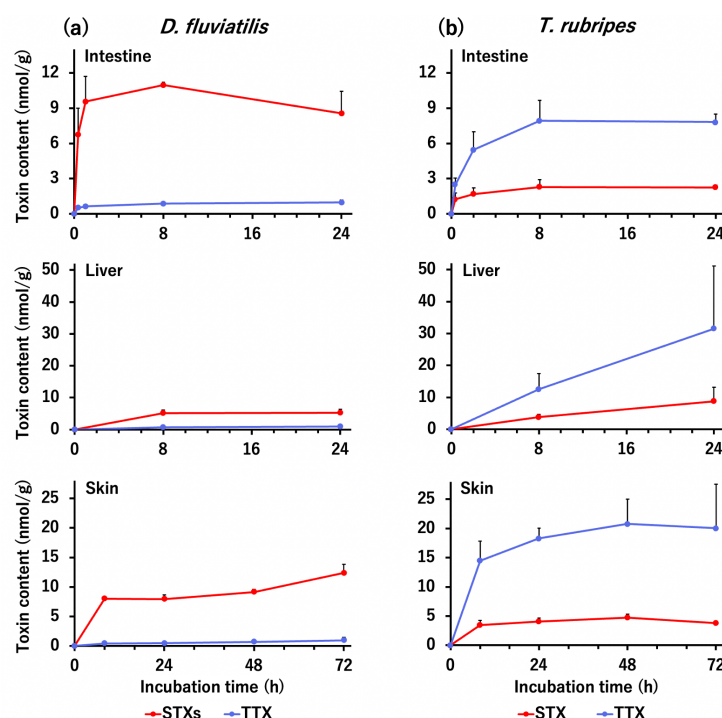 (a) D. fluviatilis
(b) T. rubripes
Intestine
Toxin content (nmol/g)
12
9
6
3
0
0 8 16 24
Intestine
12
9
6
3
0
0 8 16 24
Liver
Toxin content (nmol/g)
50
40
30
20
10
0
0 8 16 24
Liver
50
40
30
20
10
0
0 8 16 24
Skin
Toxin content (nmol/g)
25
20
15
10
5
0
0 24 48 72
Incubation time (h)
STXs TTX
Skin
25
20
15
10
5
0
0 24 48 72
Incubation time (h)
STX TTX